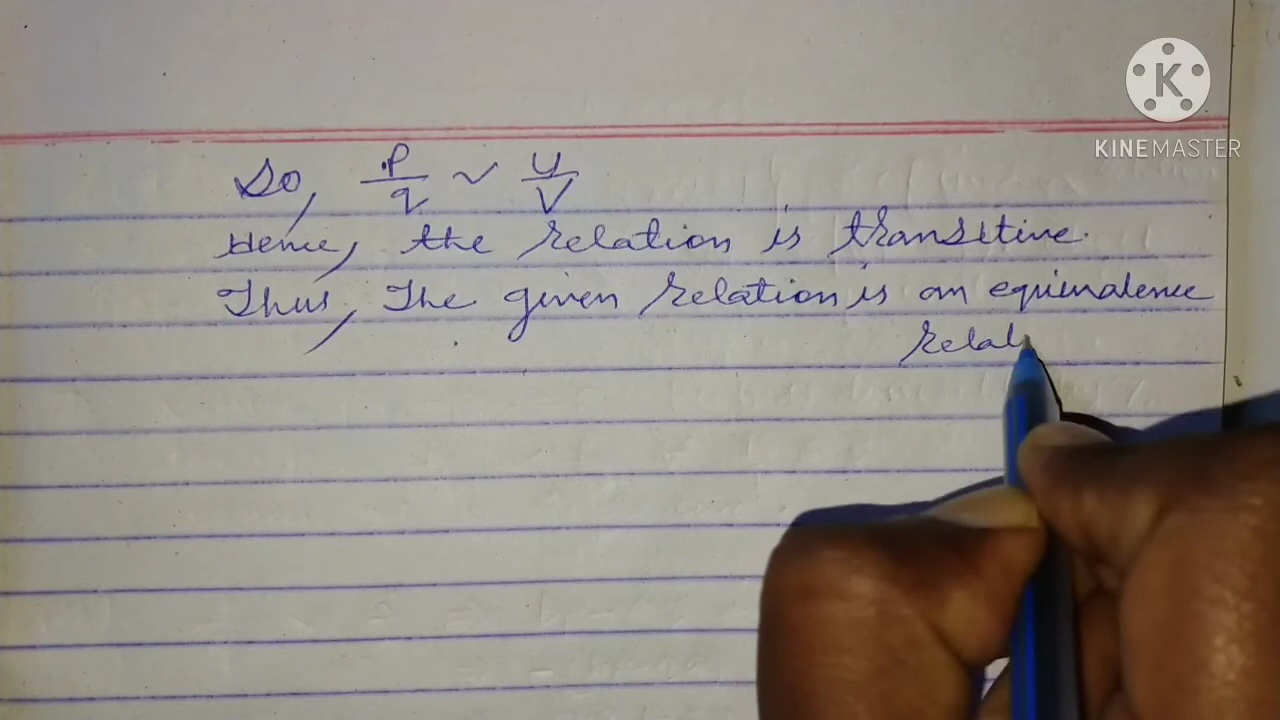 K
KINEMASTER
So, p/q ~ u/v
Hence, the relation is transitive.
Thus, The given relation is an equivalence
relat